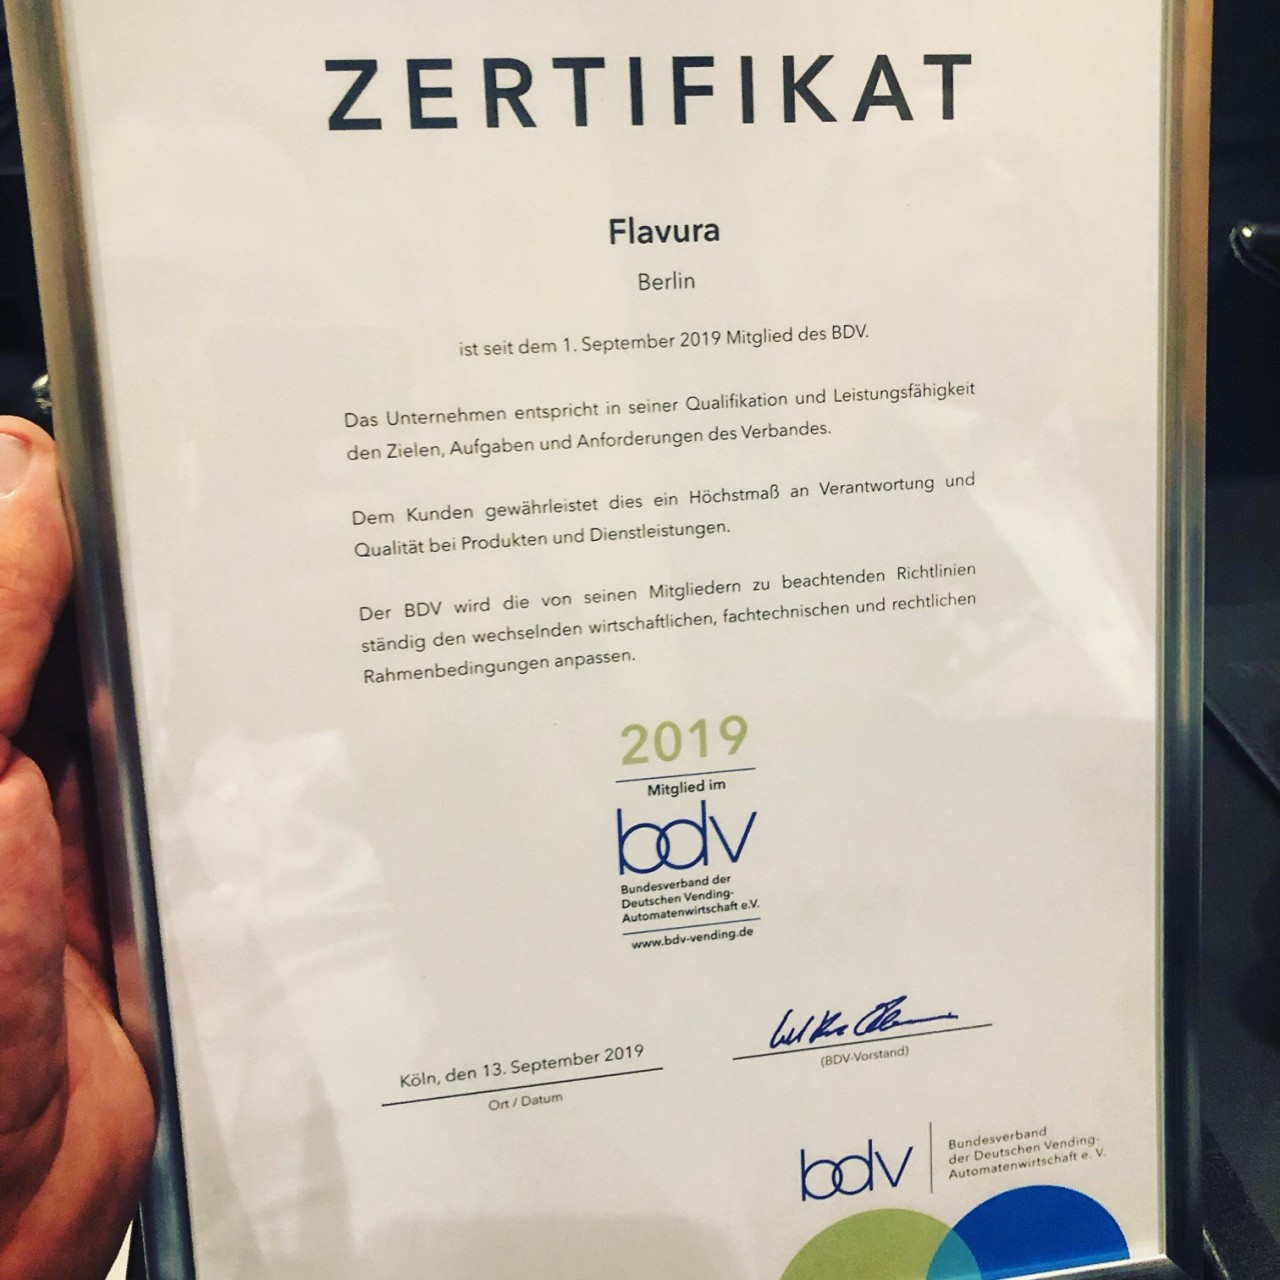 ZERTIFIKAT
Flavura
Berlin
ist seit dem 1. September 2019 Mitglied des BDV.
Das Unternehmen entspricht in seiner Qualifikation und Leistungsfähigkeit
den Zielen, Aufgaben und Anforderungen des Verbandes.
Dem Kunden gewährleistet dies ein Höchstmaß an Verantwortung und
Qualität bei Produkten und Dienstleistungen.
Der BDV wird die von seinen Mitgliedern zu beachtenden Richtlinien
ständig den wechselnden wirtschaftlichen, fachtechnischen und rechtlichen
Rahmenbedingungen anpassen.
2019
Mitglied im
bdv
Bundesverband der
Deutschen Vending-
Automatenwirtschaft e.V.
www.bdv-vending.de
Köln, den 13. September 2019
Ort / Datum
(BDV-Vorstand)
bdv
Bundesverband
der Deutschen Vending-
Automatenwirtschaft e. V.